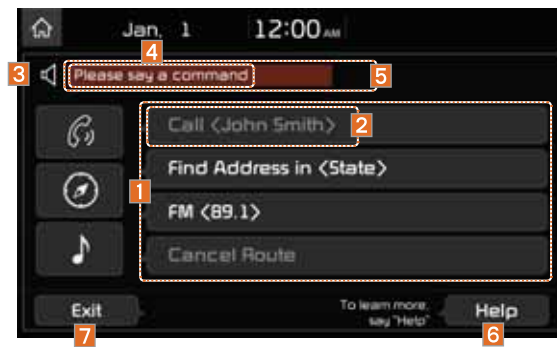 Jan. 1 12:00 AM
4
3 Please say a command 5
Call <John Smith> 2
Find Address in <State>
1
FM <89.1>
Cancel Route
Exit To learn more, say "Help" Help
7 6